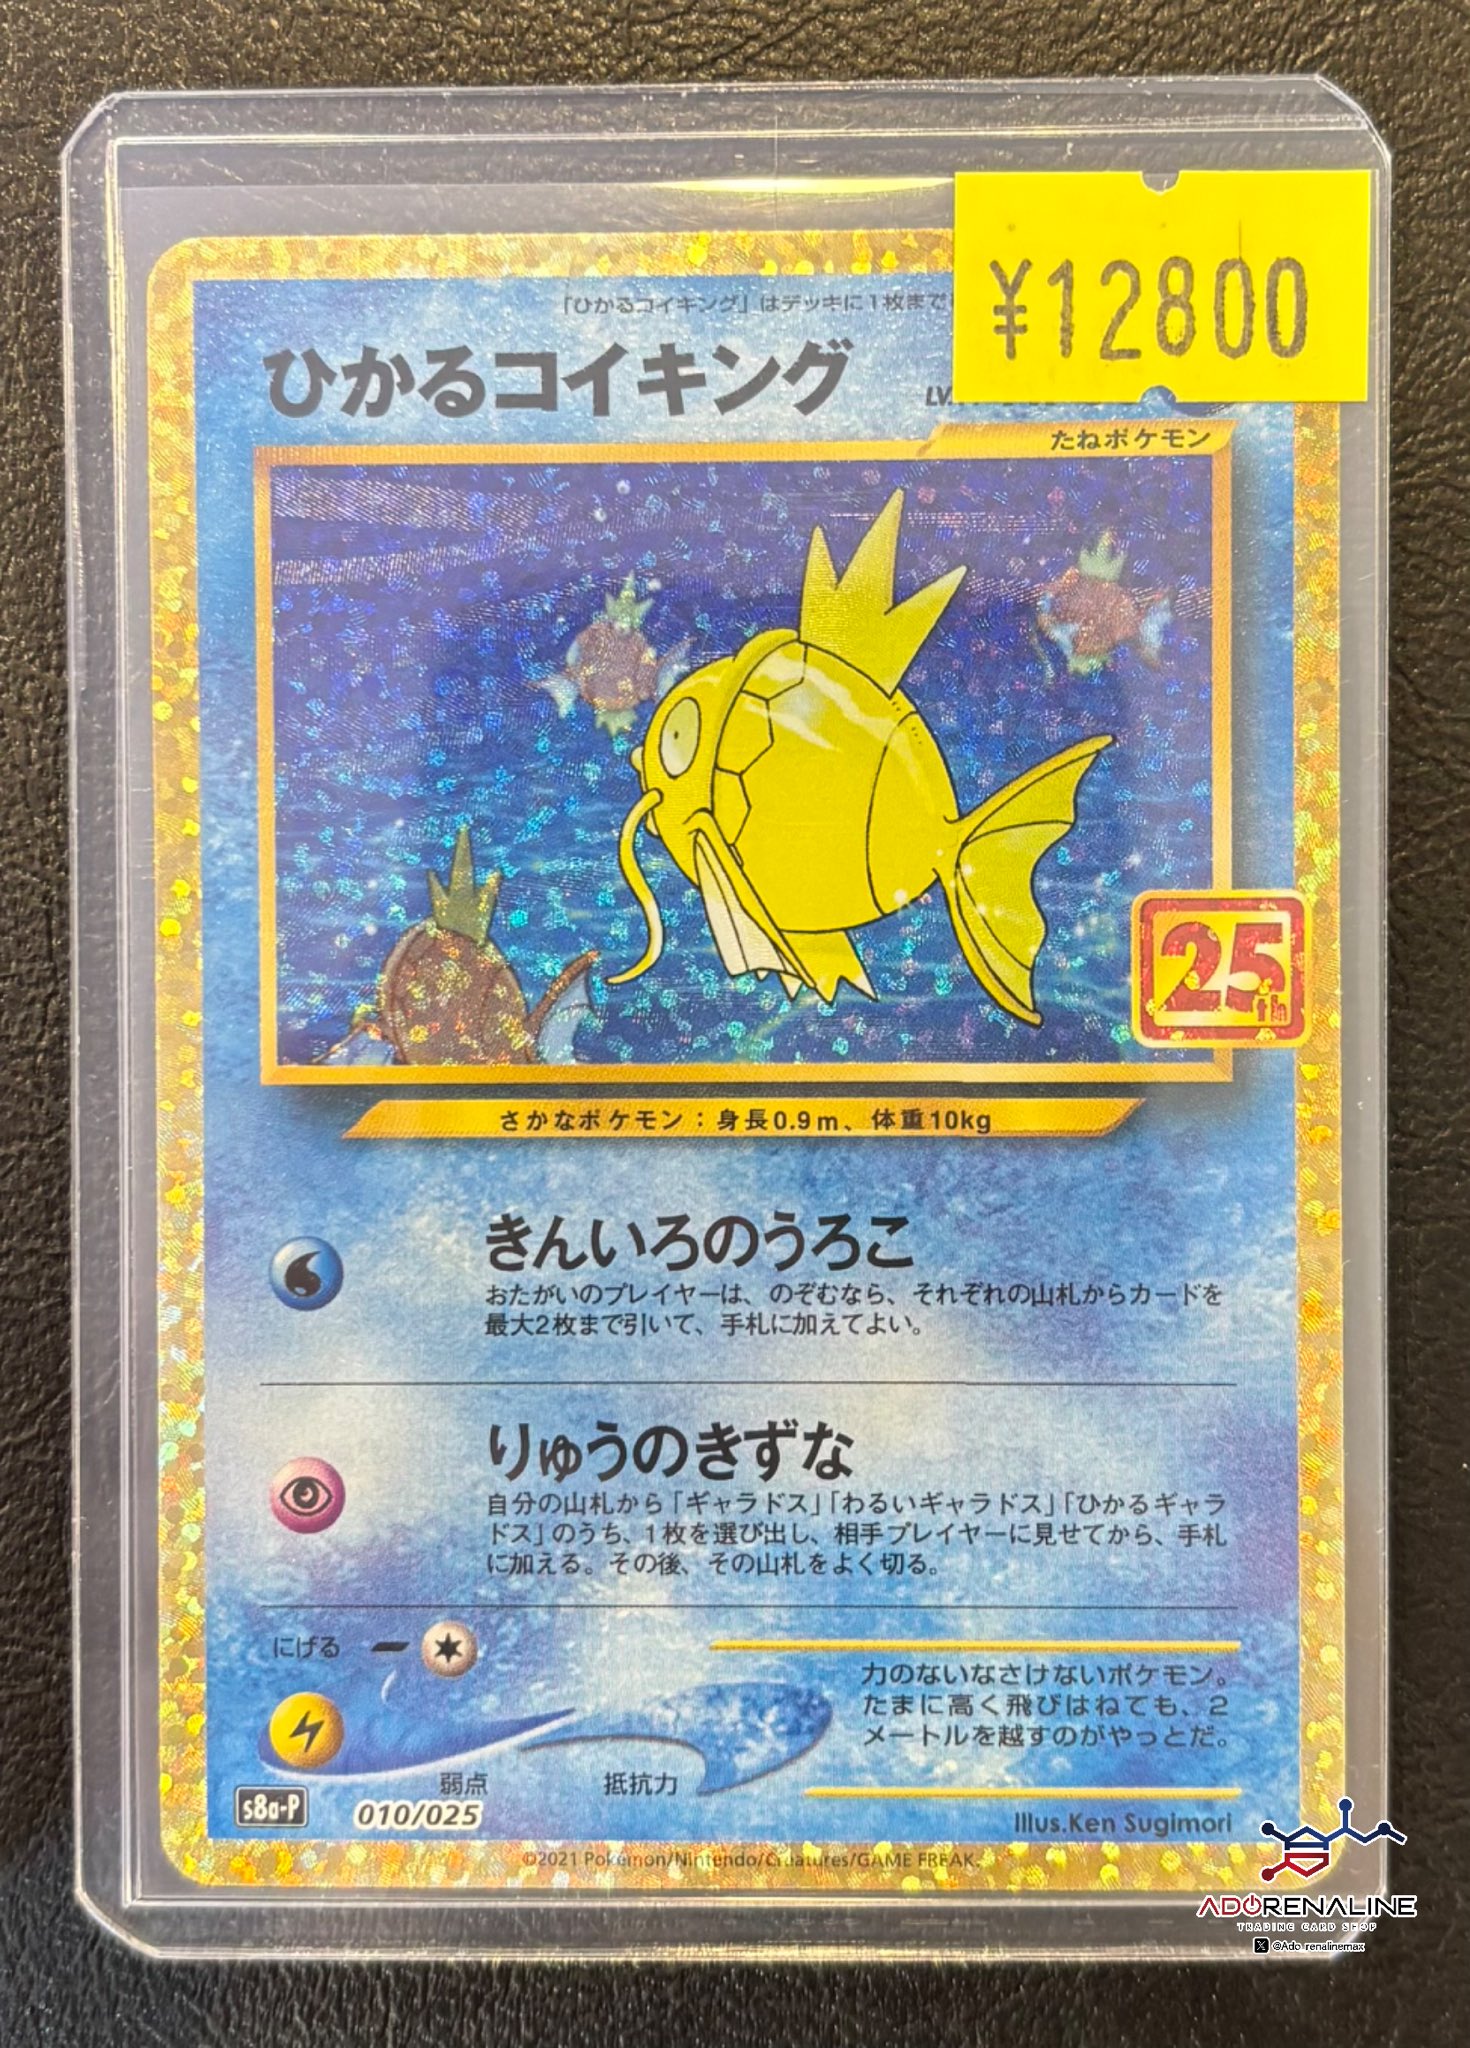 ¥12800
「ひかるコイキング」はデッキに1枚まで
ひかるコイキング
LV.
たねポケモン
25th
さかなポケモン：身長0.9m、体重10kg
きんいろのうろこ
おたがいのプレイヤーは、のぞむなら、それぞれの山札からカードを
最大2枚まで引いて、手札に加えてよい。
りゅうのきずな
自分の山札から「ギャラドス」「わるいギャラドス」「ひかるギャラ
ドス」のうち、1枚を選び出し、相手プレイヤーに見せてから、手札
に加える。その後、その山札をよく切る。
にげる
力のないなさけないポケモン。
たまに高く飛びはねても、2
メートルを越すのがやっとだ。
弱点 抵抗力
s8a-P 010/025
Illus.Ken Sugimori
©2021 Pokémon/Nintendo/Creatures/GAME FREAK.
ADORENALINE
TRADING CARD SHOP
X @Ado_renalinemax